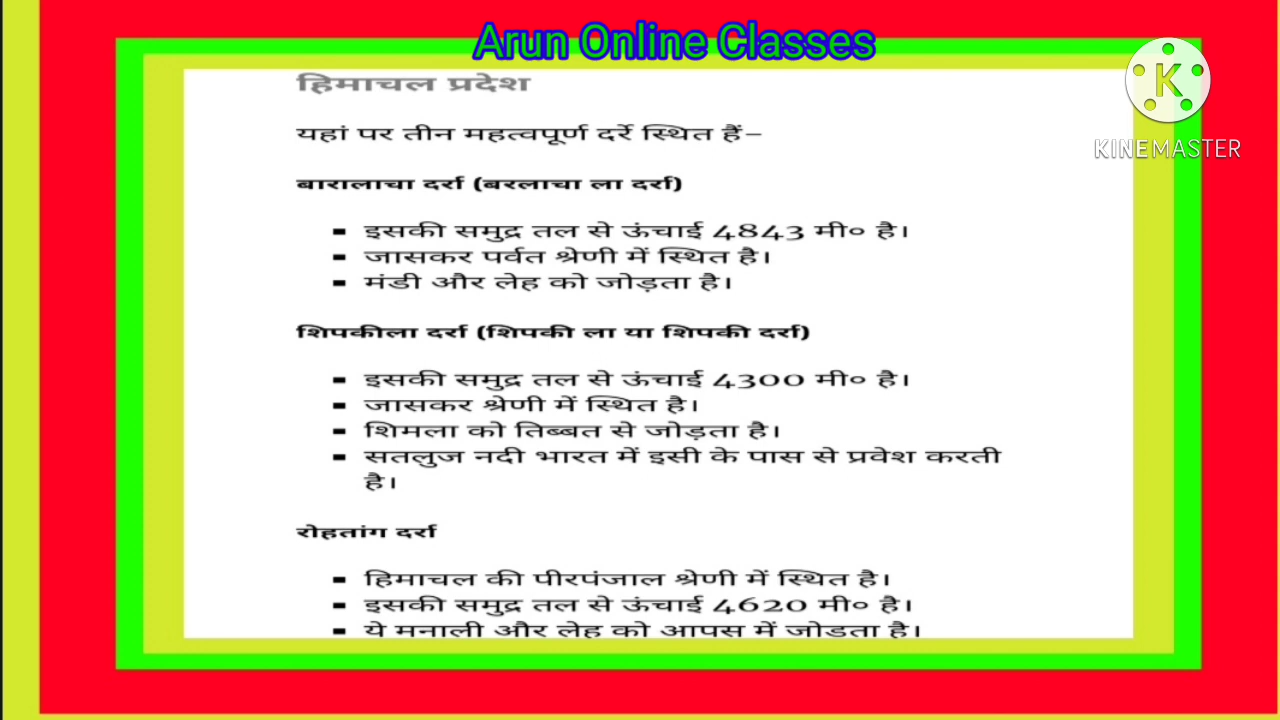 Arun Online Classes
हिमाचल प्रदेश
K
KINEMASTER
यहां पर तीन महत्वपूर्ण दर्रे स्थित हैं–
बारालाचा दर्रा (बरलाचा ला दर्रा)
▪ इसकी समुद्र तल से ऊंचाई 4843 मी० है।
▪ जासकर पर्वत श्रेणी में स्थित है।
▪ मंडी और लेह को जोड़ता है।
शिपकीला दर्रा (शिपकी ला या शिपकी दर्रा)
▪ इसकी समुद्र तल से ऊंचाई 4300 मी० है।
▪ जासकर श्रेणी में स्थित है।
▪ शिमला को तिब्बत से जोड़ता है।
▪ सतलुज नदी भारत में इसी के पास से प्रवेश करती
है।
रोहतांग दर्रा
▪ हिमाचल की पीरपंजाल श्रेणी में स्थित है।
▪ इसकी समुद्र तल से ऊंचाई 4620 मी० है।
▪ ये मनाली और लेह को आपस में जोडता है।